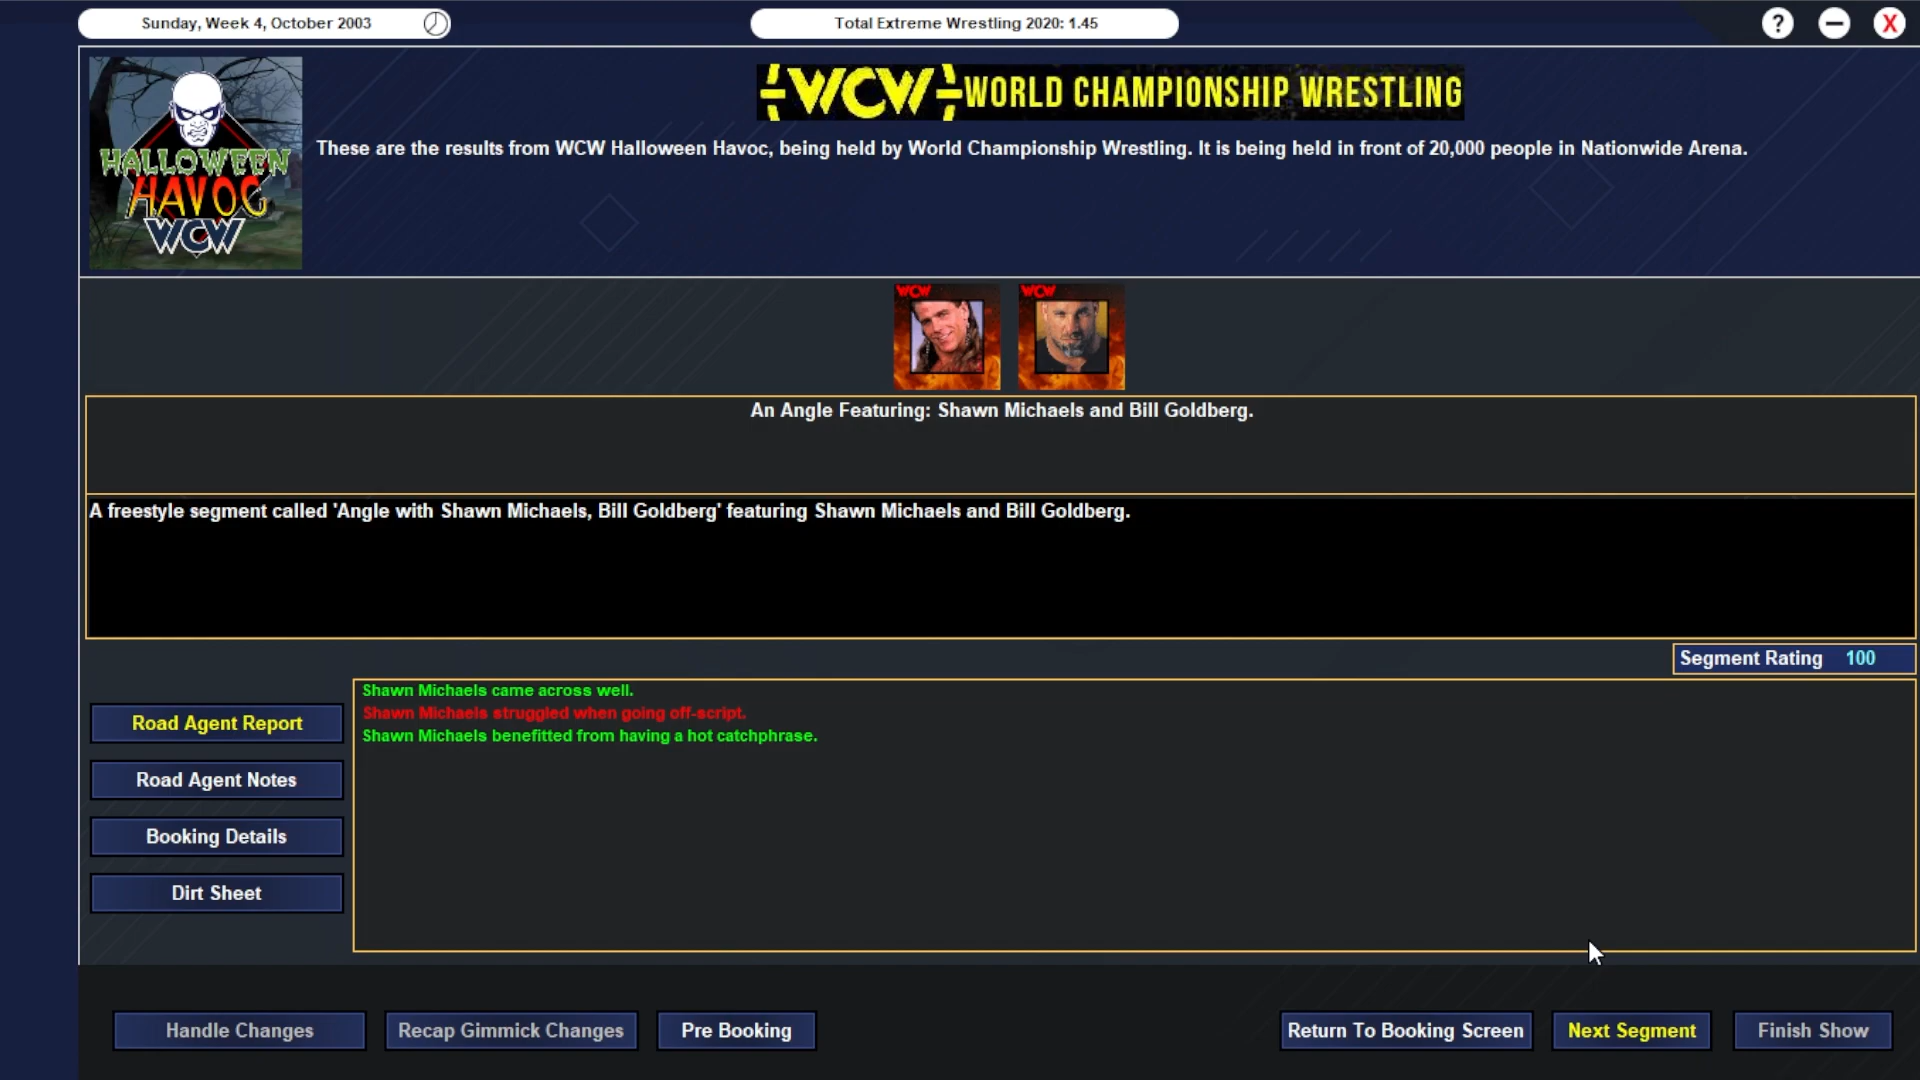 Sunday, Week 4, October 2003
Total Extreme Wrestling 2020: 1.45
?
X
WCW WORLD CHAMPIONSHIP WRESTLING
HALLOWEEN
HAVOC
WCW
These are the results from WCW Halloween Havoc, being held by World Championship Wrestling. It is being held in front of 20,000 people in Nationwide Arena.
WCW
WCW
An Angle Featuring: Shawn Michaels and Bill Goldberg.
A freestyle segment called 'Angle with Shawn Michaels, Bill Goldberg' featuring Shawn Michaels and Bill Goldberg.
Segment Rating 100
Shawn Michaels came across well.
Shawn Michaels struggled when going off-script.
Shawn Michaels benefitted from having a hot catchphrase.
Road Agent Report
Road Agent Notes
Booking Details
Dirt Sheet
Handle Changes
Recap Gimmick Changes
Pre Booking
Return To Booking Screen
Next Segment
Finish Show